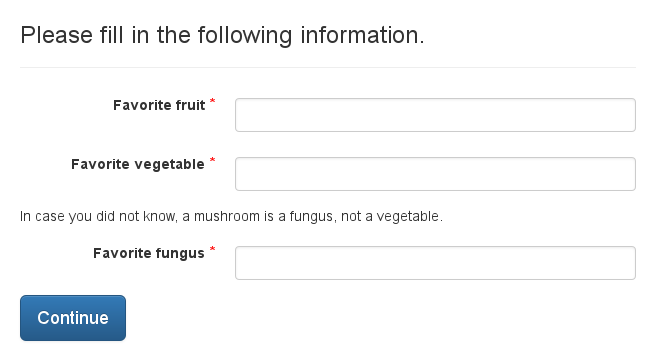 Please fill in the following information.
Favorite fruit *
Favorite vegetable *
In case you did not know, a mushroom is a fungus, not a vegetable.
Favorite fungus *
Continue